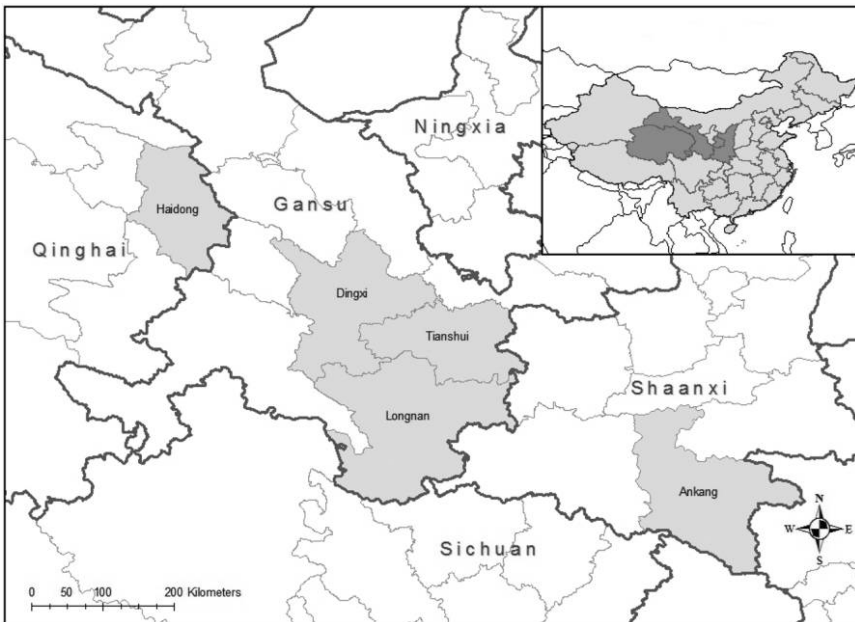 Ningxia
Haidong
Gansu
Qinghai
Dingxi
Tianshui
Shaanxi
Longnan
Ankang
N
W E
S
Sichuan
0 50 100 200 Kilometers